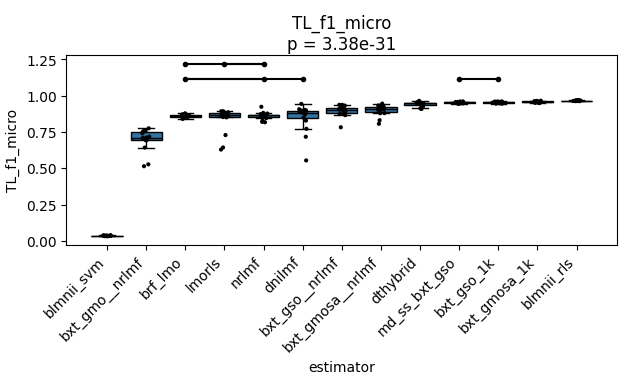 TL_f1_micro
p = 3.38e-31
TL_f1_micro
1.25
1.00
0.75
0.50
0.25
0.00
blmnii_svm
bxt_gmo__nrlmf
brf_lmo
lmorls
nrlmf
dnilmf
bxt_gso__nrlmf
bxt_gmosa__nrlmf
dthybrid
md_ss_bxt_gso
bxt_gso_1k
bxt_gmosa_1k
blmnii_rls
estimator